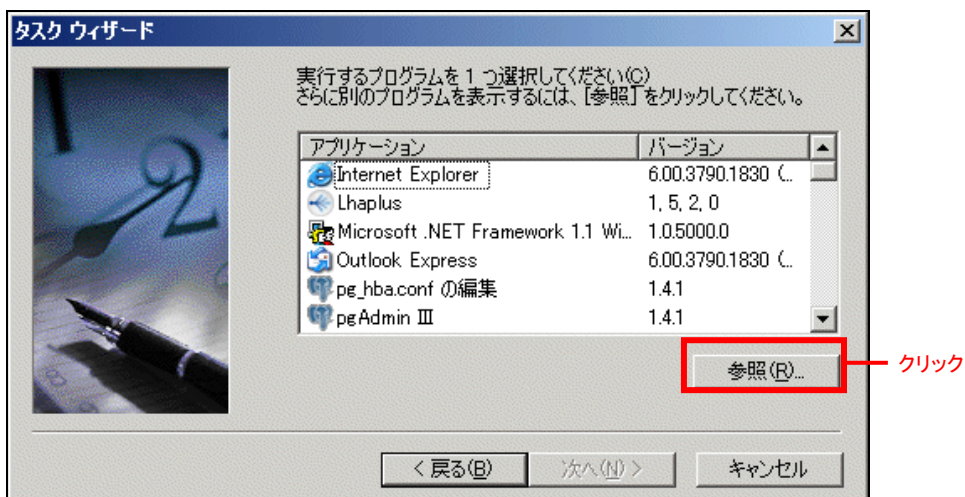 タスク ウィザード
実行するプログラムを 1 つ選択してください(C)
さらに別のプログラムを表示するには、[参照] をクリックしてください。
アプリケーション バージョン
Internet Explorer 6.00.3790.1830 (...
Lhaplus 1, 5, 2, 0
Microsoft .NET Framework 1.1 Wi... 1.0.5000.0
Outlook Express 6.00.3790.1830 (...
pg_hba.conf の編集 1.4.1
pgAdmin III 1.4.1
参照(R)...
クリック
< 戻る(B) 次へ(N) > キャンセル